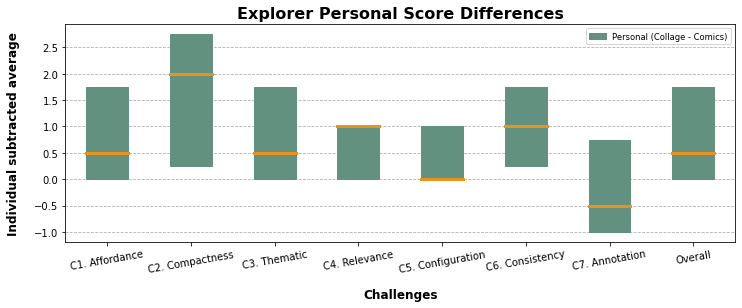 Explorer Personal Score Differences
Personal (Collage - Comics)
Individual subtracted average
2.5
2.0
1.5
1.0
0.5
0.0
−0.5
−1.0
C1. Affordance
C2. Compactness
C3. Thematic
C4. Relevance
C5. Configuration
C6. Consistency
C7. Annotation
Overall
Challenges